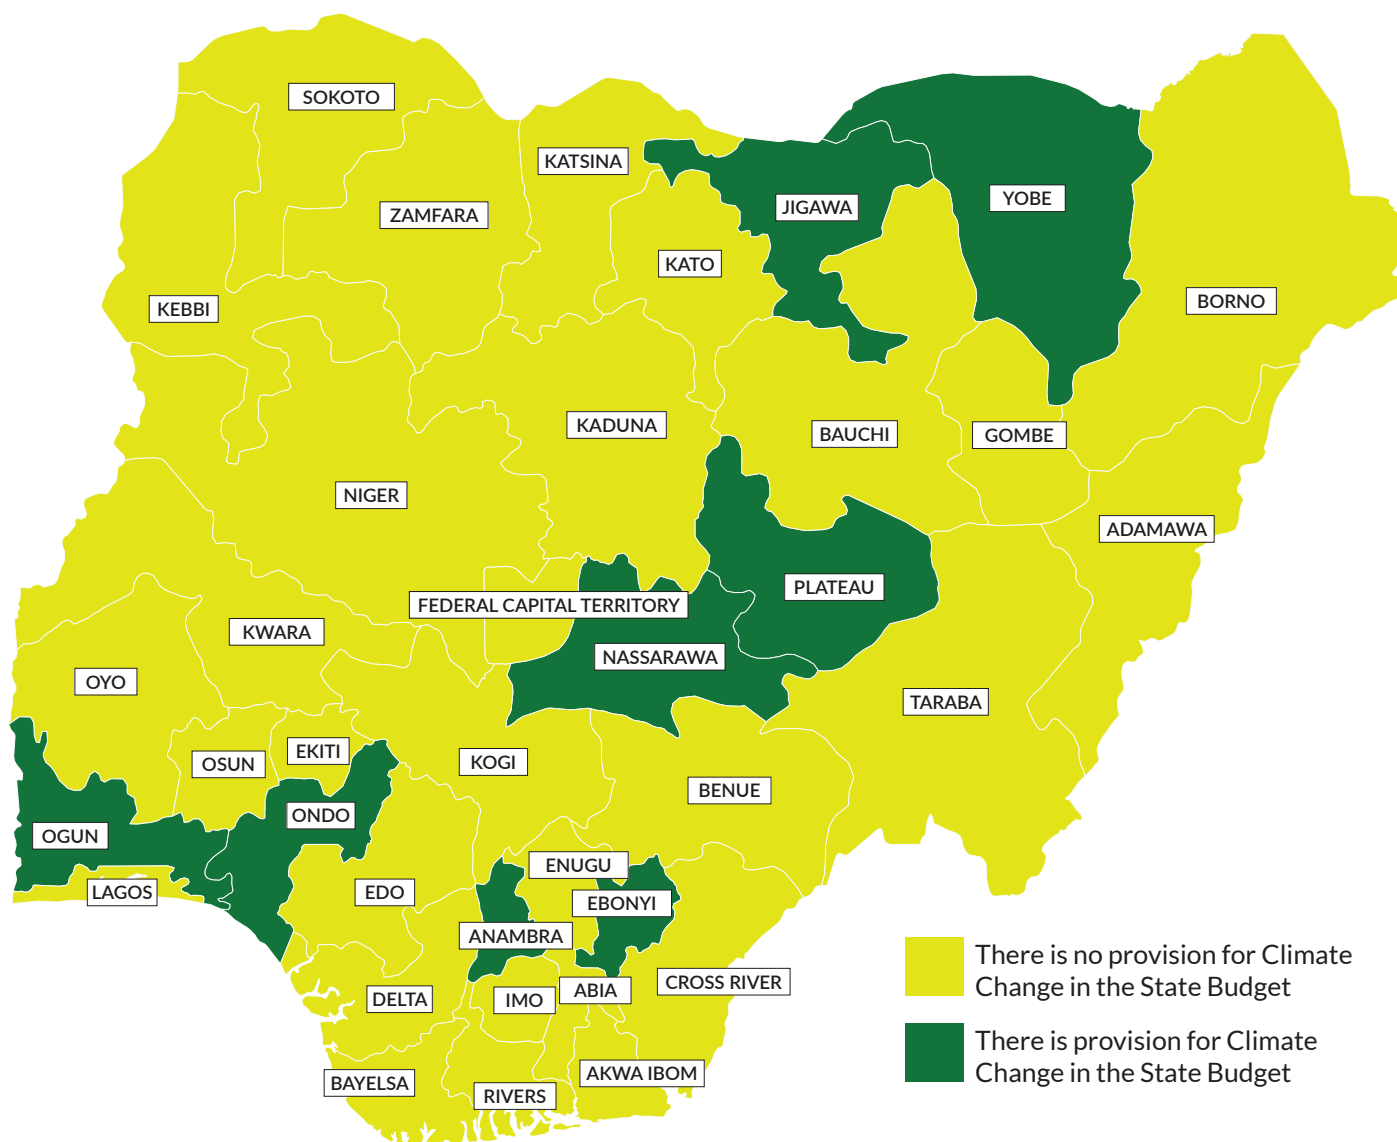 SOKOTO
KATSINA
ZAMFARA
JIGAWA
YOBE
KATO
KEBBI
BORNO
KADUNA
BAUCHI
GOMBE
NIGER
ADAMAWA
PLATEAU
FEDERAL CAPITAL TERRITORY
KWARA
NASSARAWA
OYO
TARABA
EKITI
OSUN
KOGI
BENUE
ONDO
OGUN
ENUGU
LAGOS
EDO
EBONYI
ANAMBRA
CROSS RIVER
ABIA
DELTA
IMO
AKWA IBOM
BAYELSA
RIVERS
There is no provision for Climate
Change in the State Budget
There is provision for Climate
Change in the State Budget